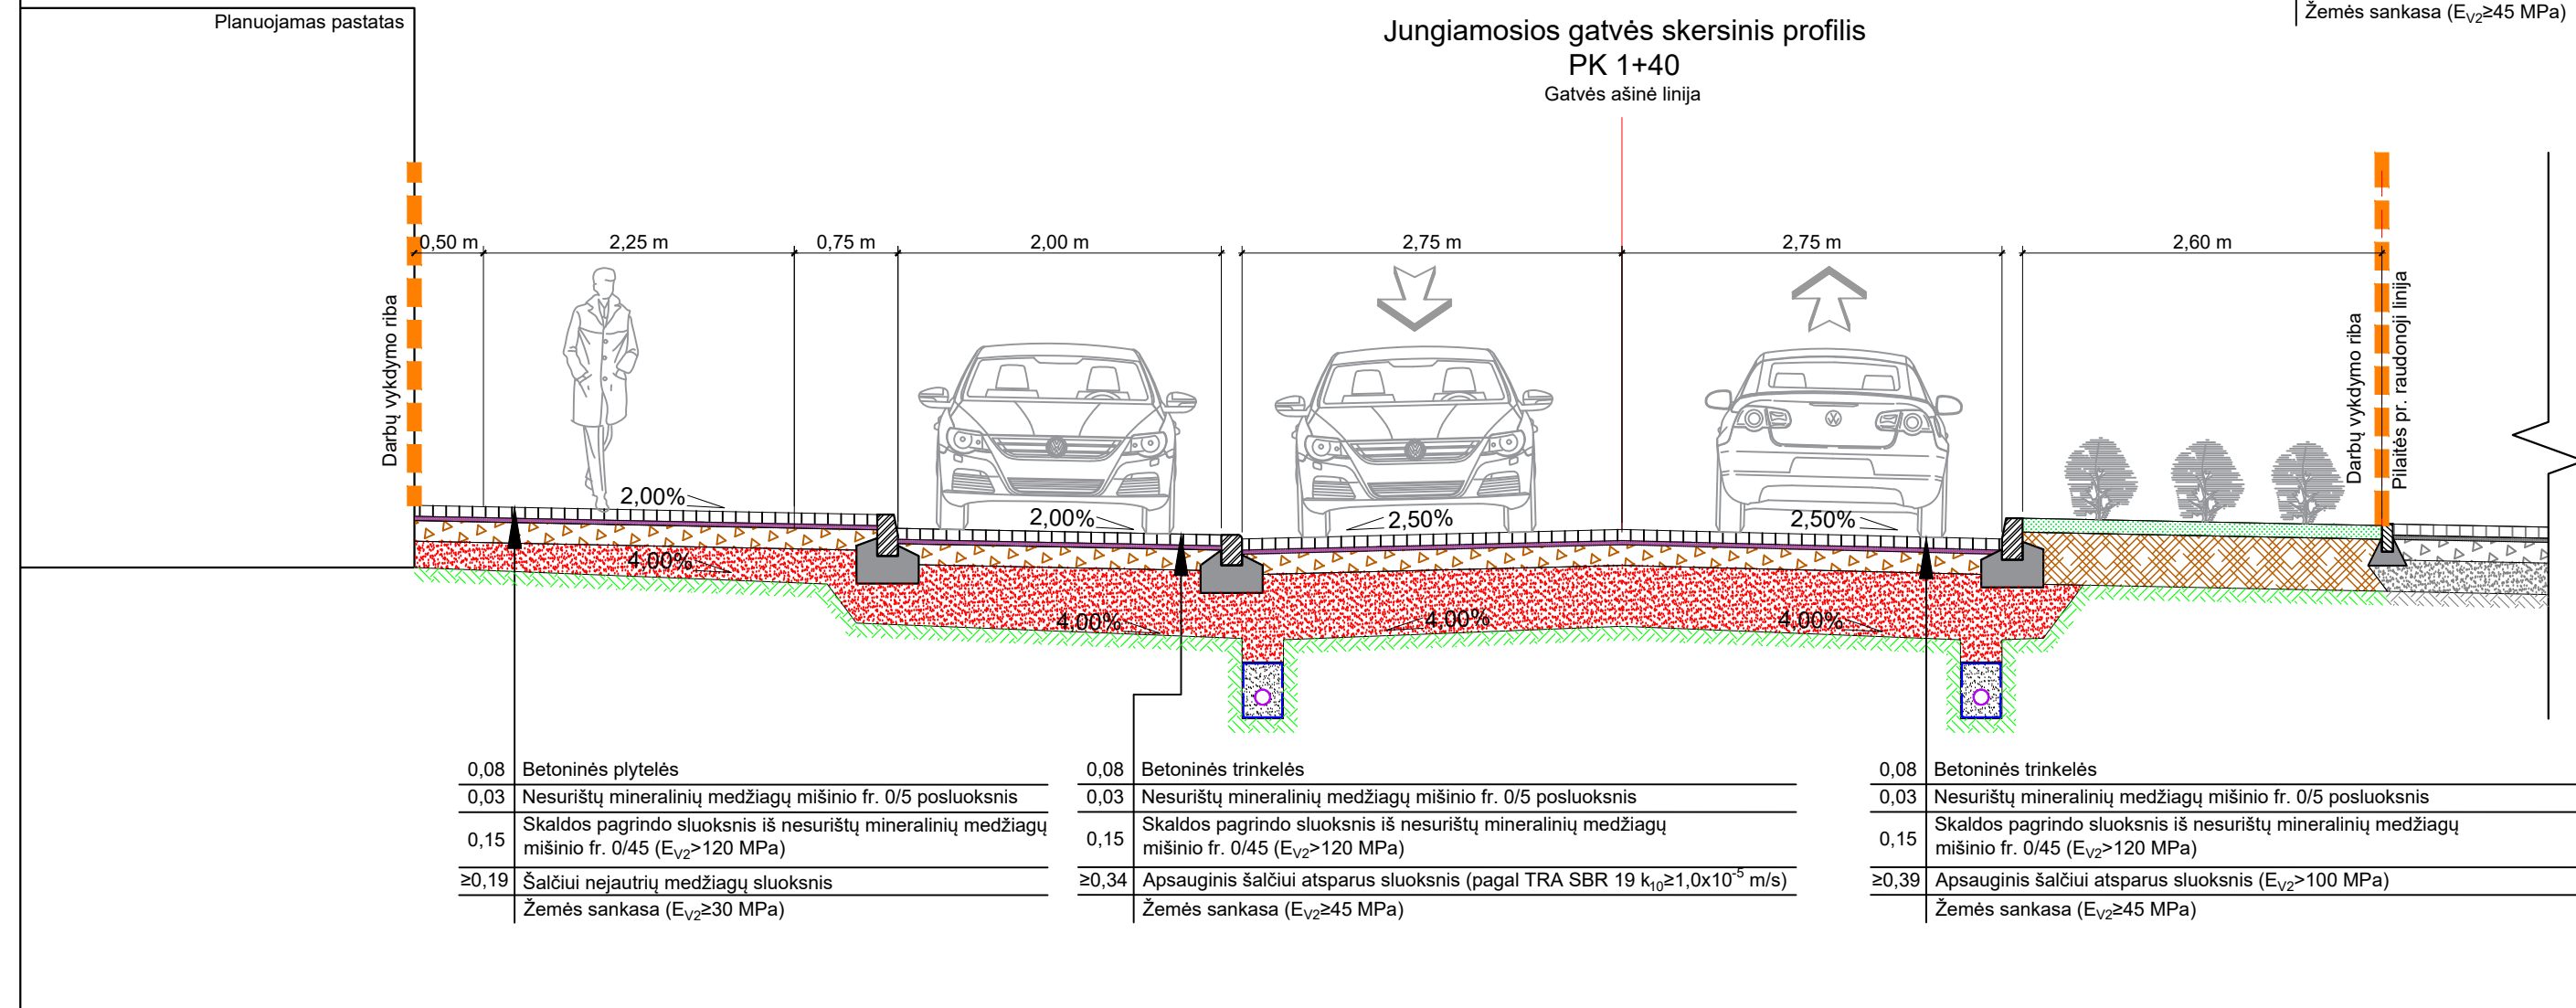 Planuojamas pastatas
Žemės sankasa (EV2≥45 MPa)
Jungiamosios gatvės skersinis profilis
PK 1+40
Gatvės ašinė linija
0,50 m
2,25 m
0,75 m
2,00 m
2,75 m
2,75 m
2,60 m
Darbų vykdymo riba
Darbų vykdymo riba
Pilaitės pr. raudonoji linija
2,00%
2,00%
2,50%
2,50%
4,00%
4,00%
4,00%
4,00%
0,08 Betoninės plytelės
0,03 Nesurištų mineralinių medžiagų mišinio fr. 0/5 posluoksnis
0,15 Skaldos pagrindo sluoksnis iš nesurištų mineralinių medžiagų
mišinio fr. 0/45 (EV2>120 MPa)
≥0,19 Šalčiui nejautrių medžiagų sluoksnis
Žemės sankasa (EV2≥30 MPa)
0,08 Betoninės trinkelės
0,03 Nesurištų mineralinių medžiagų mišinio fr. 0/5 posluoksnis
0,15 Skaldos pagrindo sluoksnis iš nesurištų mineralinių medžiagų
mišinio fr. 0/45 (EV2>120 MPa)
≥0,34 Apsauginis šalčiui atsparus sluoksnis (pagal TRA SBR 19 k10≥1,0x10-5 m/s)
Žemės sankasa (EV2≥45 MPa)
0,08 Betoninės trinkelės
0,03 Nesurištų mineralinių medžiagų mišinio fr. 0/5 posluoksnis
0,15 Skaldos pagrindo sluoksnis iš nesurištų mineralinių medžiagų
mišinio fr. 0/45 (EV2>120 MPa)
≥0,39 Apsauginis šalčiui atsparus sluoksnis (EV2>100 MPa)
Žemės sankasa (EV2≥45 MPa)